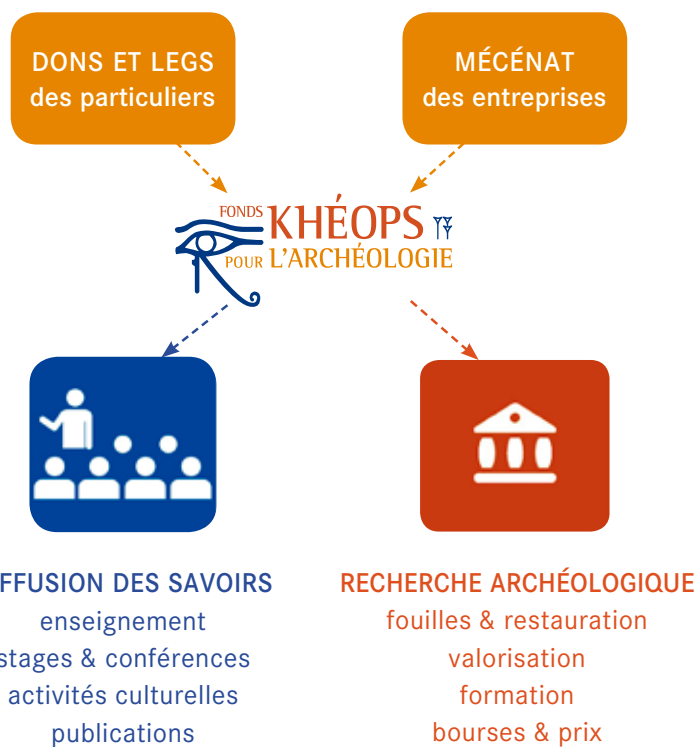 DONS ET LEGS
des particuliers
MÉCÉNAT
des entreprises
FONDS KHÉOPS
POUR L'ARCHÉOLOGIE
FFUSION DES SAVOIRS
enseignement
stages & conférences
activités culturelles
publications
RECHERCHE ARCHÉOLOGIQUE
fouilles & restauration
valorisation
formation
bourses & prix